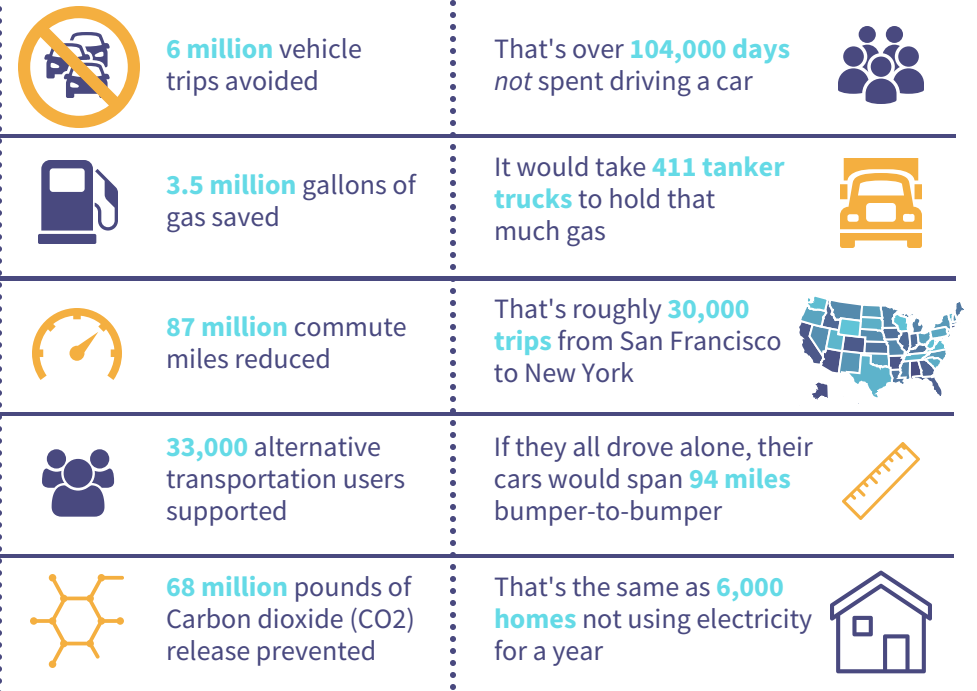 6 million vehicle
trips avoided
That's over 104,000 days
not spent driving a car
3.5 million gallons of
gas saved
It would take 411 tanker
trucks to hold that
much gas
87 million commute
miles reduced
That's roughly 30,000
trips from San Francisco
to New York
33,000 alternative
transportation users
supported
If they all drove alone, their
cars would span 94 miles
bumper-to-bumper
68 million pounds of
Carbon dioxide (CO2)
release prevented
That's the same as 6,000
homes not using electricity
for a year